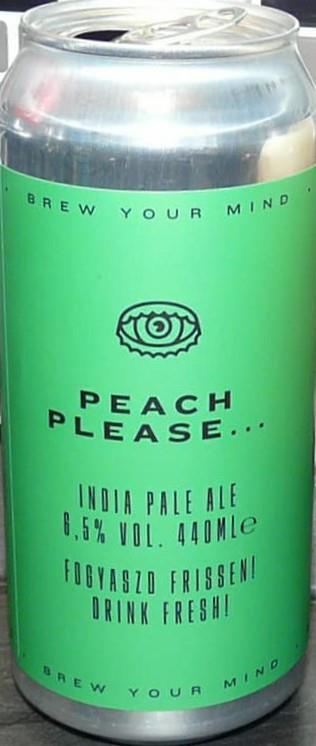 BREW YOUR MIND
PEACH
PLEASE...
INDIA PALE ALE
6,5% VOL. 440ML℮
FOGYASZD FRISSEN!
DRINK FRESH!
BREW YOUR MIND